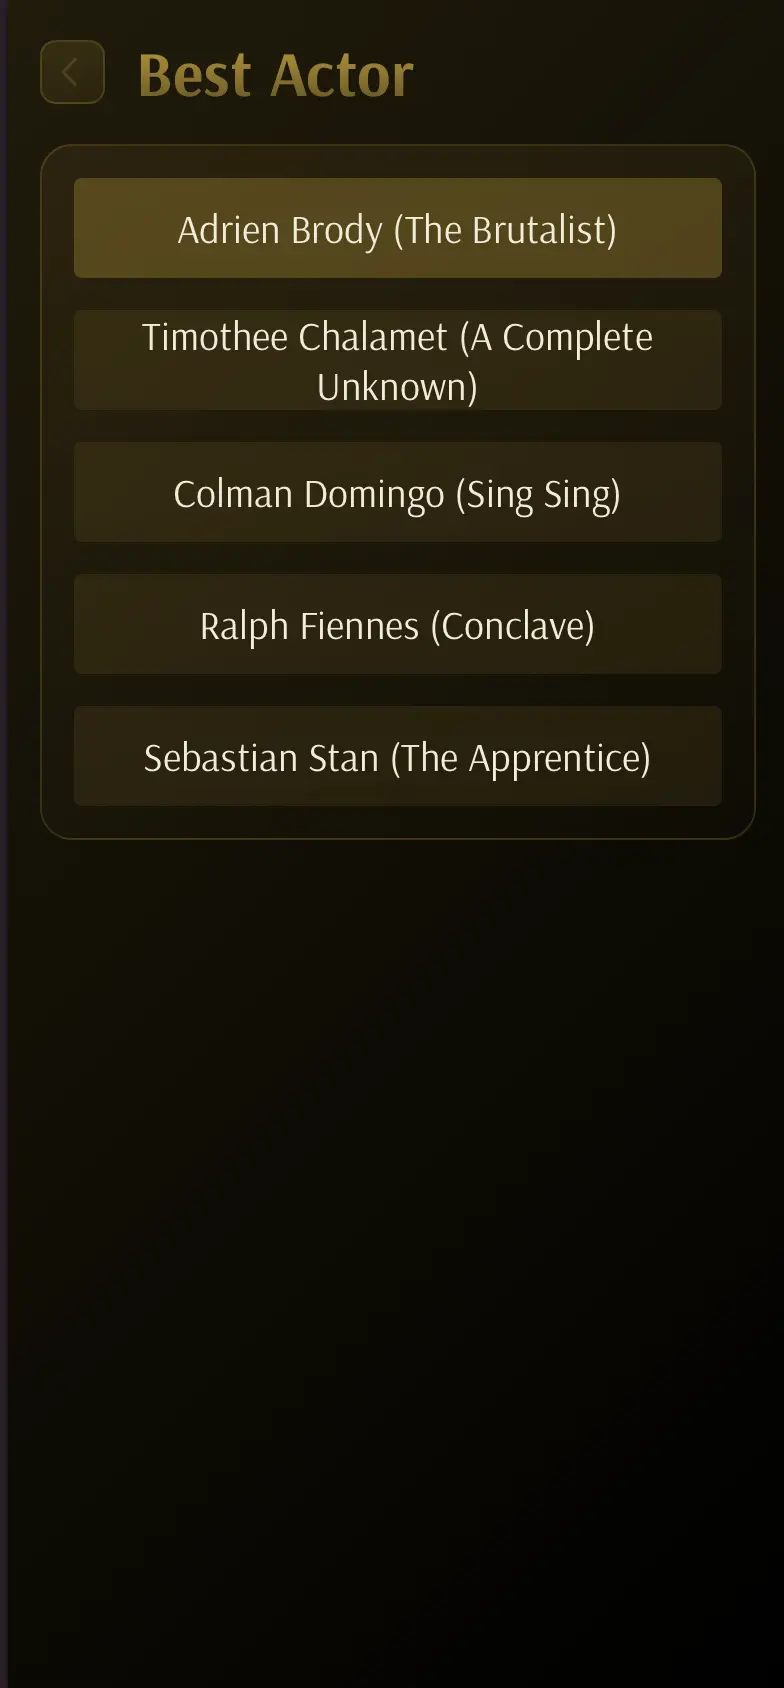 Best Actor
Adrien Brody (The Brutalist)
Timothee Chalamet (A Complete
Unknown)
Colman Domingo (Sing Sing)
Ralph Fiennes (Conclave)
Sebastian Stan (The Apprentice)